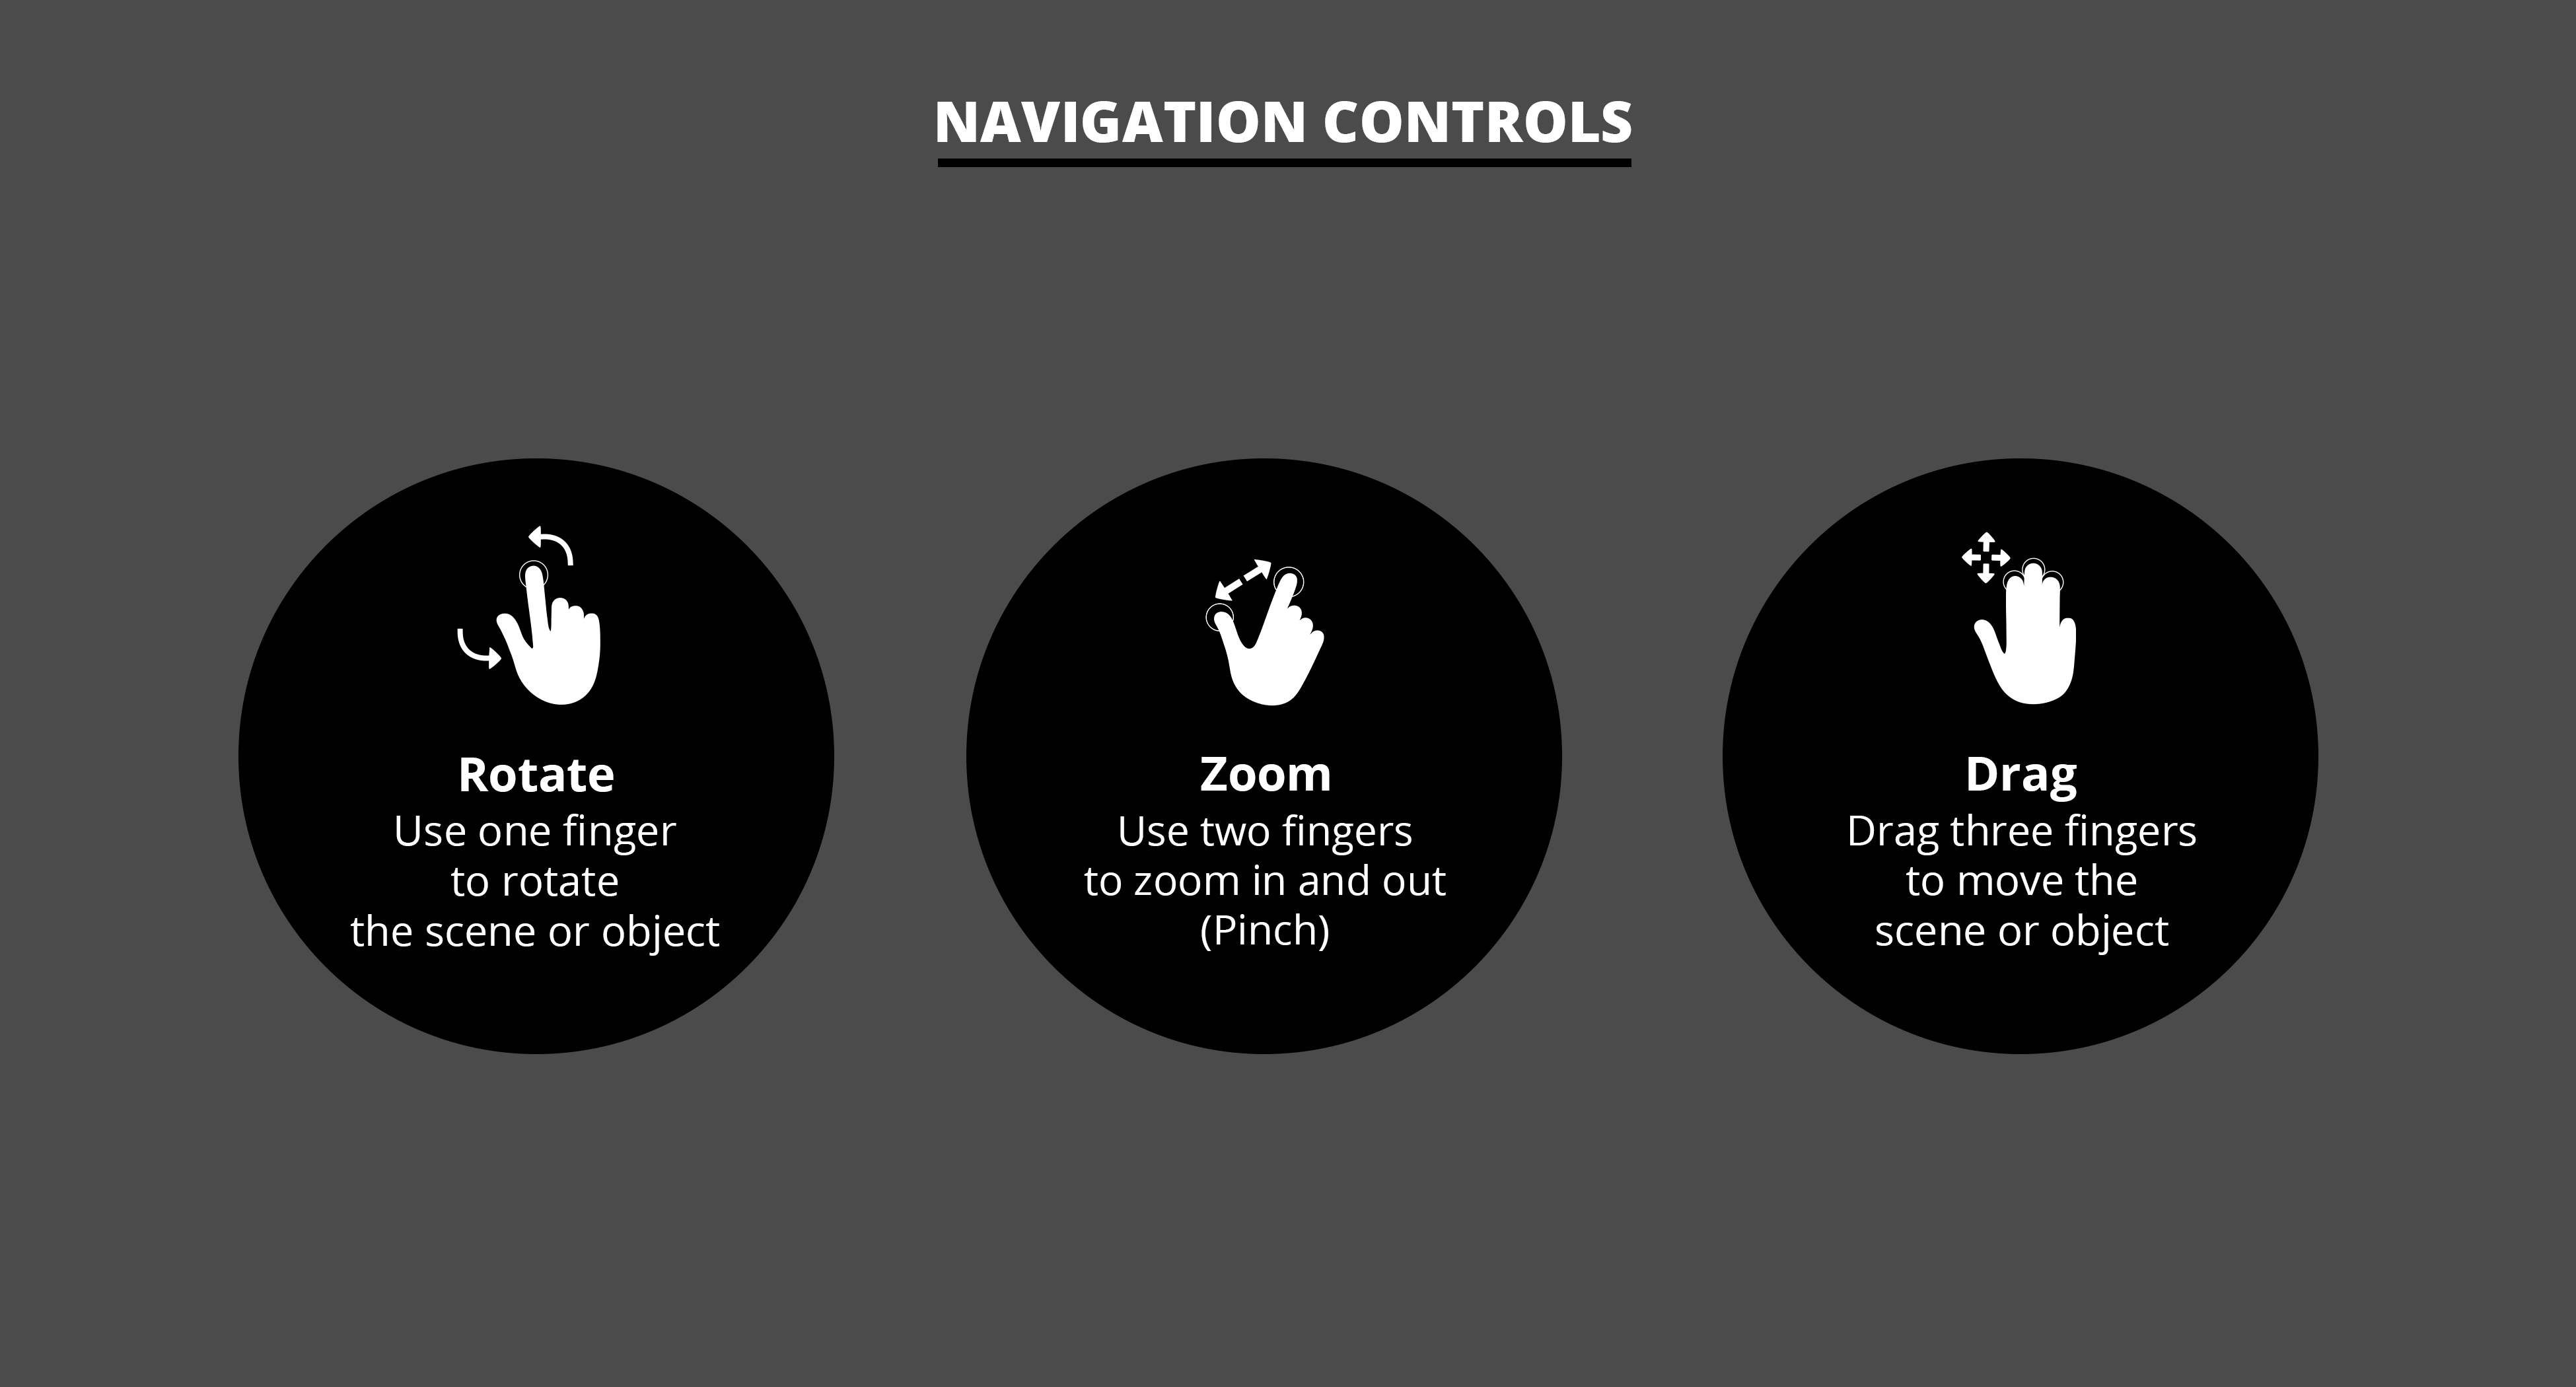 NAVIGATION CONTROLS
Rotate
Use one finger
to rotate
the scene or object
Zoom
Use two fingers
to zoom in and out
(Pinch)
Drag
Drag three fingers
to move the
scene or object